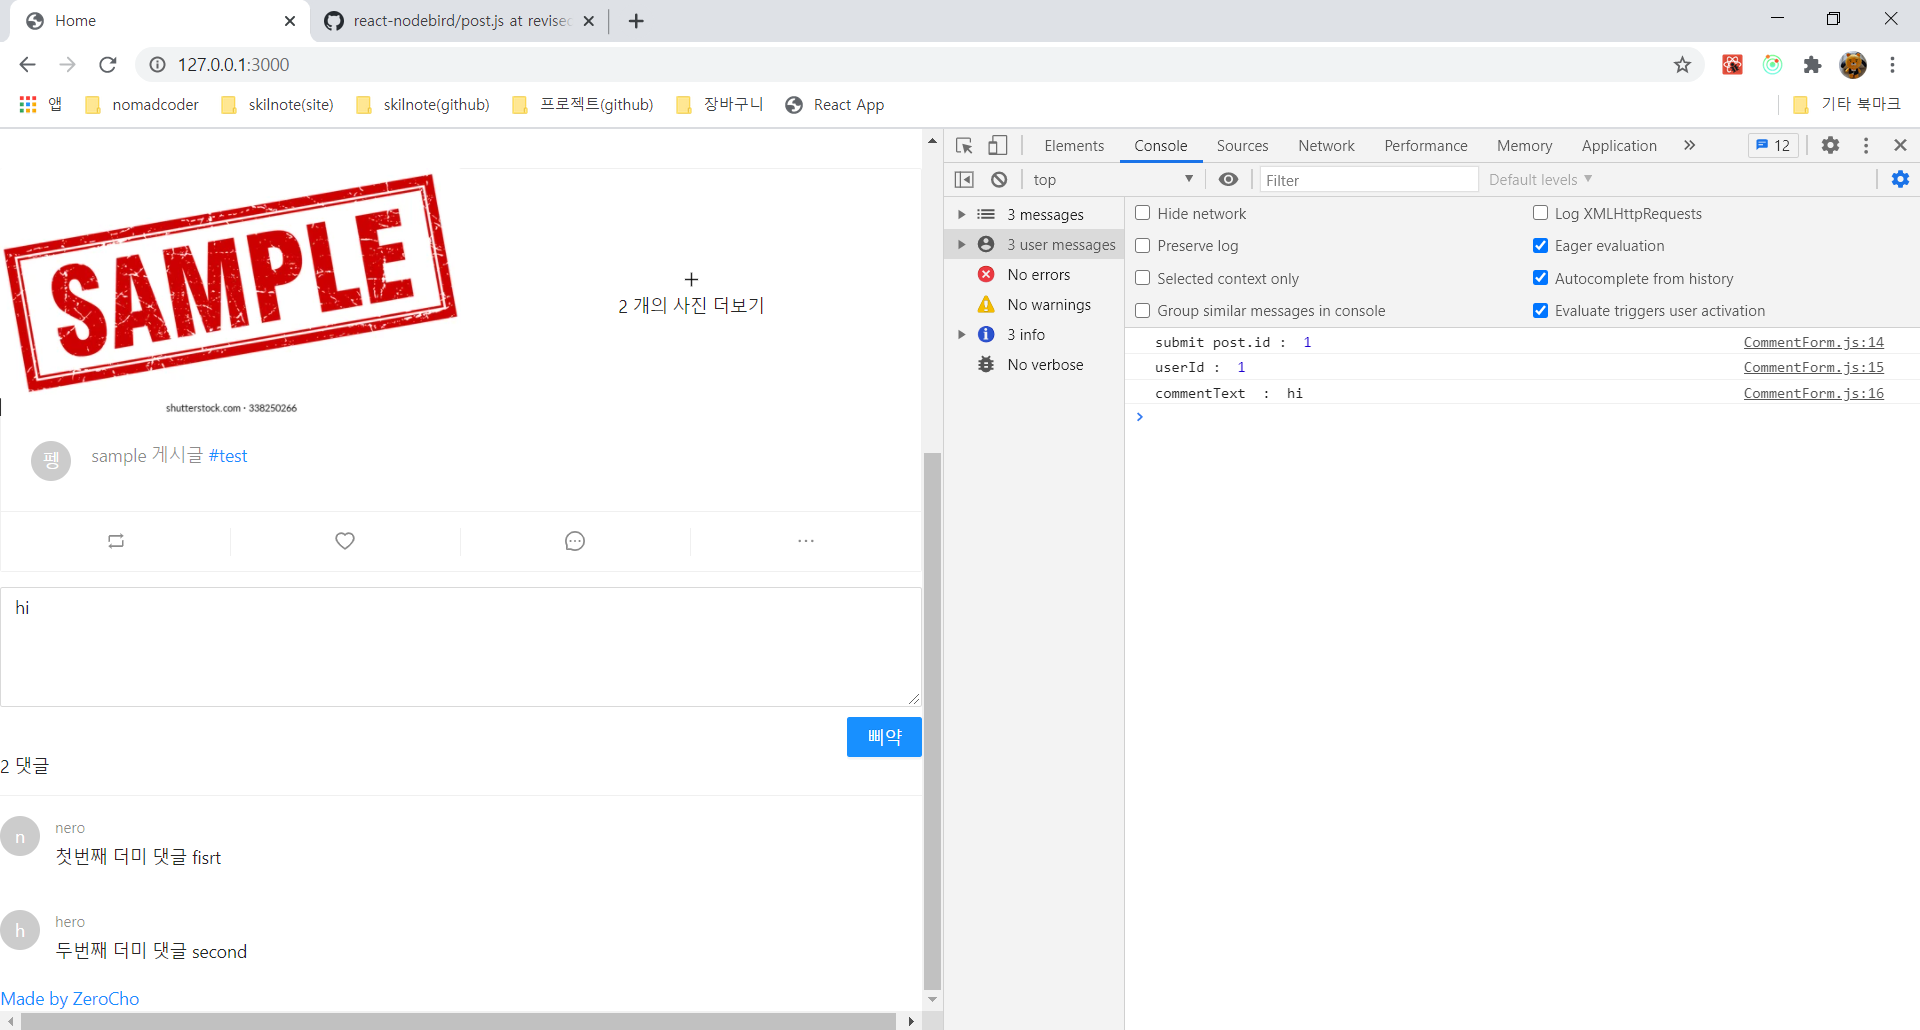 Home
react-nodebird/post.js at revised
127.0.0.1:3000
앱 nomadcoder skilnote(site) skilnote(github) 프로젝트(github) 장바구니 React App 기타 북마크
SAMPLE
shutterstock.com · 338250266
2 개의 사진 더보기
펭
sample 게시글 #test
hi
삐약
2 댓글
n
nero
첫번째 더미 댓글 fisrt
h
hero
두번째 더미 댓글 second
Made by ZeroCho
Elements Console Sources Network Performance Memory Application 12
top Filter Default levels
3 messages
3 user messages
No errors
No warnings
3 info
No verbose
Hide network Log XMLHttpRequests
Preserve log Eager evaluation
Selected context only Autocomplete from history
Group similar messages in console Evaluate triggers user activation
submit post.id : 1 CommentForm.js:14
userId : 1 CommentForm.js:15
commentText : hi CommentForm.js:16